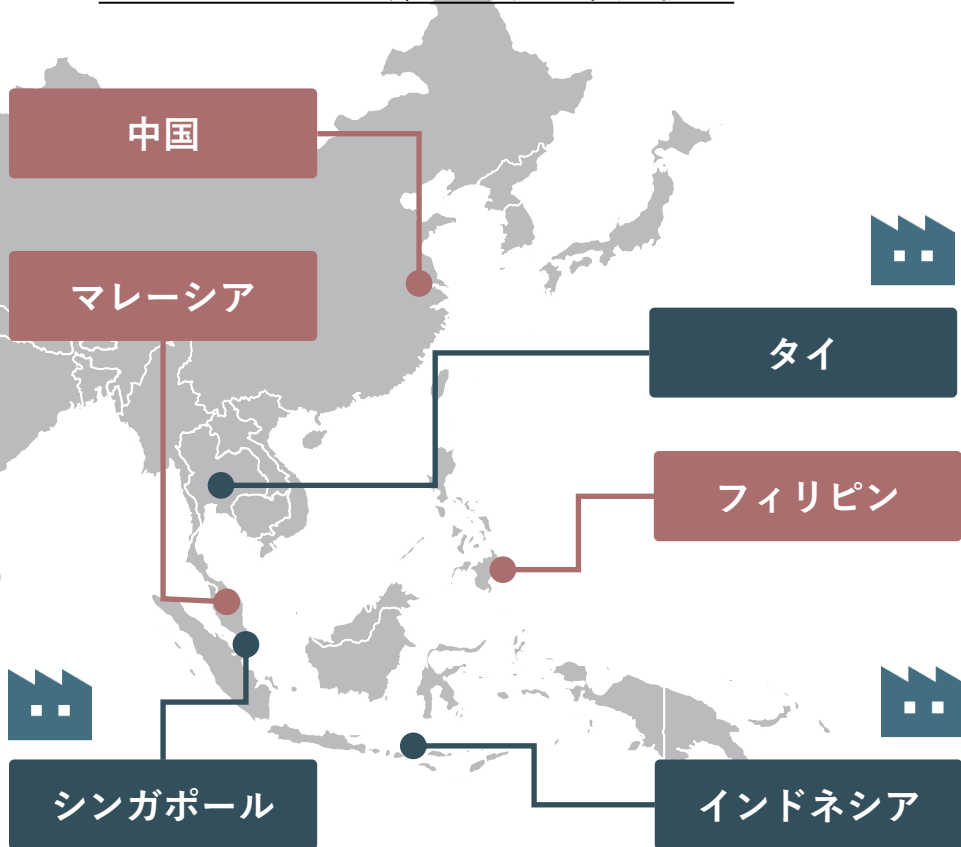 中国
マレーシア
タイ
フィリピン
シンガポール
インドネシア